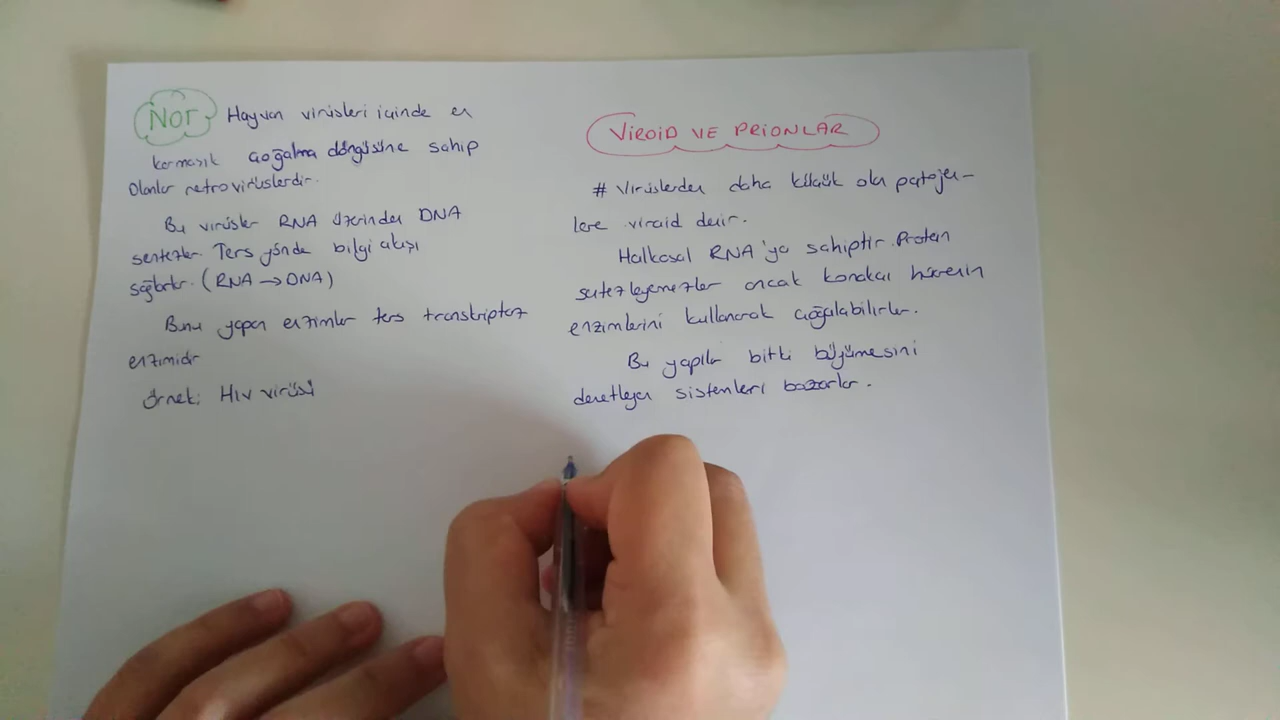 NOT Hayvan virüsleri içinde en
karmaşık çoğalma döngüsüne sahip
Olanlar retrovirüslerdir.
Bu virüsler RNA üzerinden DNA
sentezler. Ters yönde bilgi akışı
sağlarlar. (RNA → DNA)
Bunu yapan enzimler ters transkriptaz
enzimidir
Örnek; HIV virüsü
VİROİD VE PRİONLAR
# Virüslerden daha küçük olan patojen-
lere viroid denir.
Halkasal RNA'ya sahiptir. Protein
sentezleyemezler ancak konakçı hücrenin
enzimlerini kullanarak çoğalabilirler.
Bu yapılar bitki büyümesini
denetleyen sistemleri bozarlar.